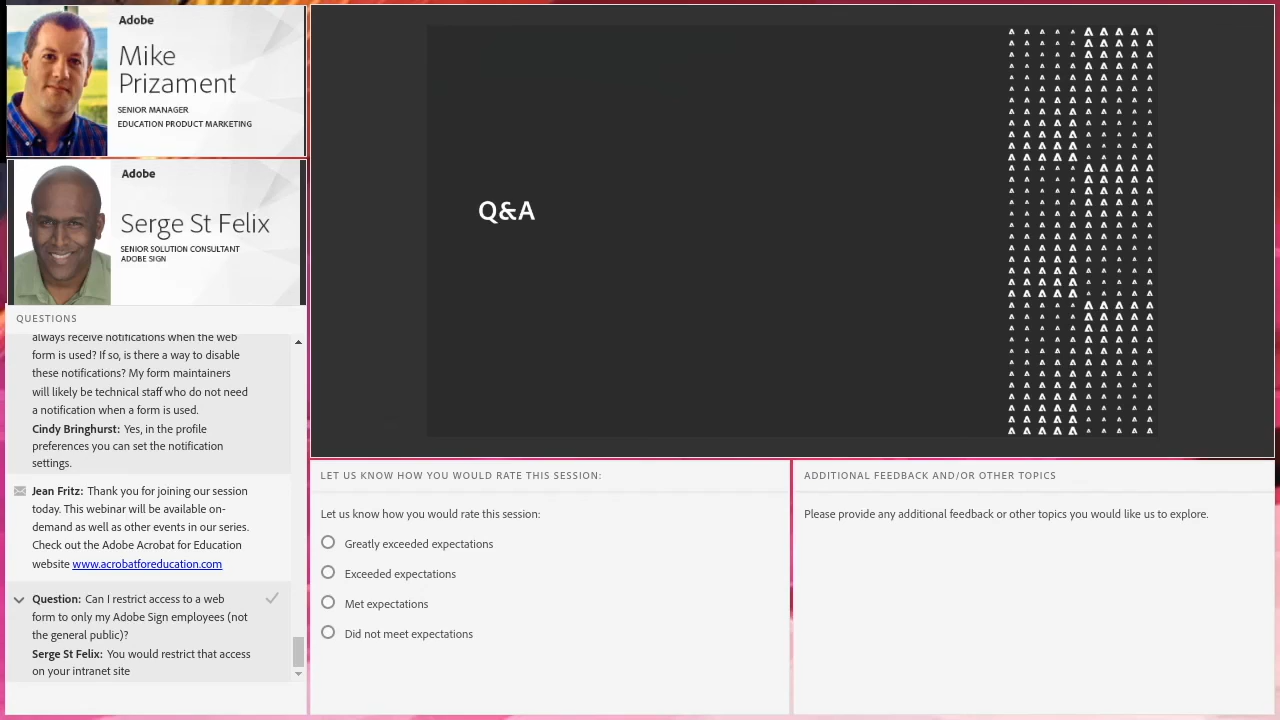 Adobe
Mike
Prizament
SENIOR MANAGER
EDUCATION PRODUCT MARKETING
Adobe
Serge St Felix
SENIOR SOLUTION CONSULTANT
ADOBE SIGN
QUESTIONS
always receive notifications when the web
form is used? If so, is there a way to disable
these notifications? My form maintainers
will likely be technical staff who do not need
a notification when a form is used.
Cindy Bringhurst: Yes, in the profile
preferences you can set the notification
settings.
Jean Fritz: Thank you for joining our session
today. This webinar will be available on-
demand as well as other events in our series.
Check out the Adobe Acrobat for Education
website www.acrobatforeducation.com
Question: Can I restrict access to a web
form to only my Adobe Sign employees (not
the general public)?
Serge St Felix: You would restrict that access
on your intranet site
Q&A
LET US KNOW HOW YOU WOULD RATE THIS SESSION:
Let us know how you would rate this session:
Greatly exceeded expectations
Exceeded expectations
Met expectations
Did not meet expectations
ADDITIONAL FEEDBACK AND/OR OTHER TOPICS
Please provide any additional feedback or other topics you would like us to explore.